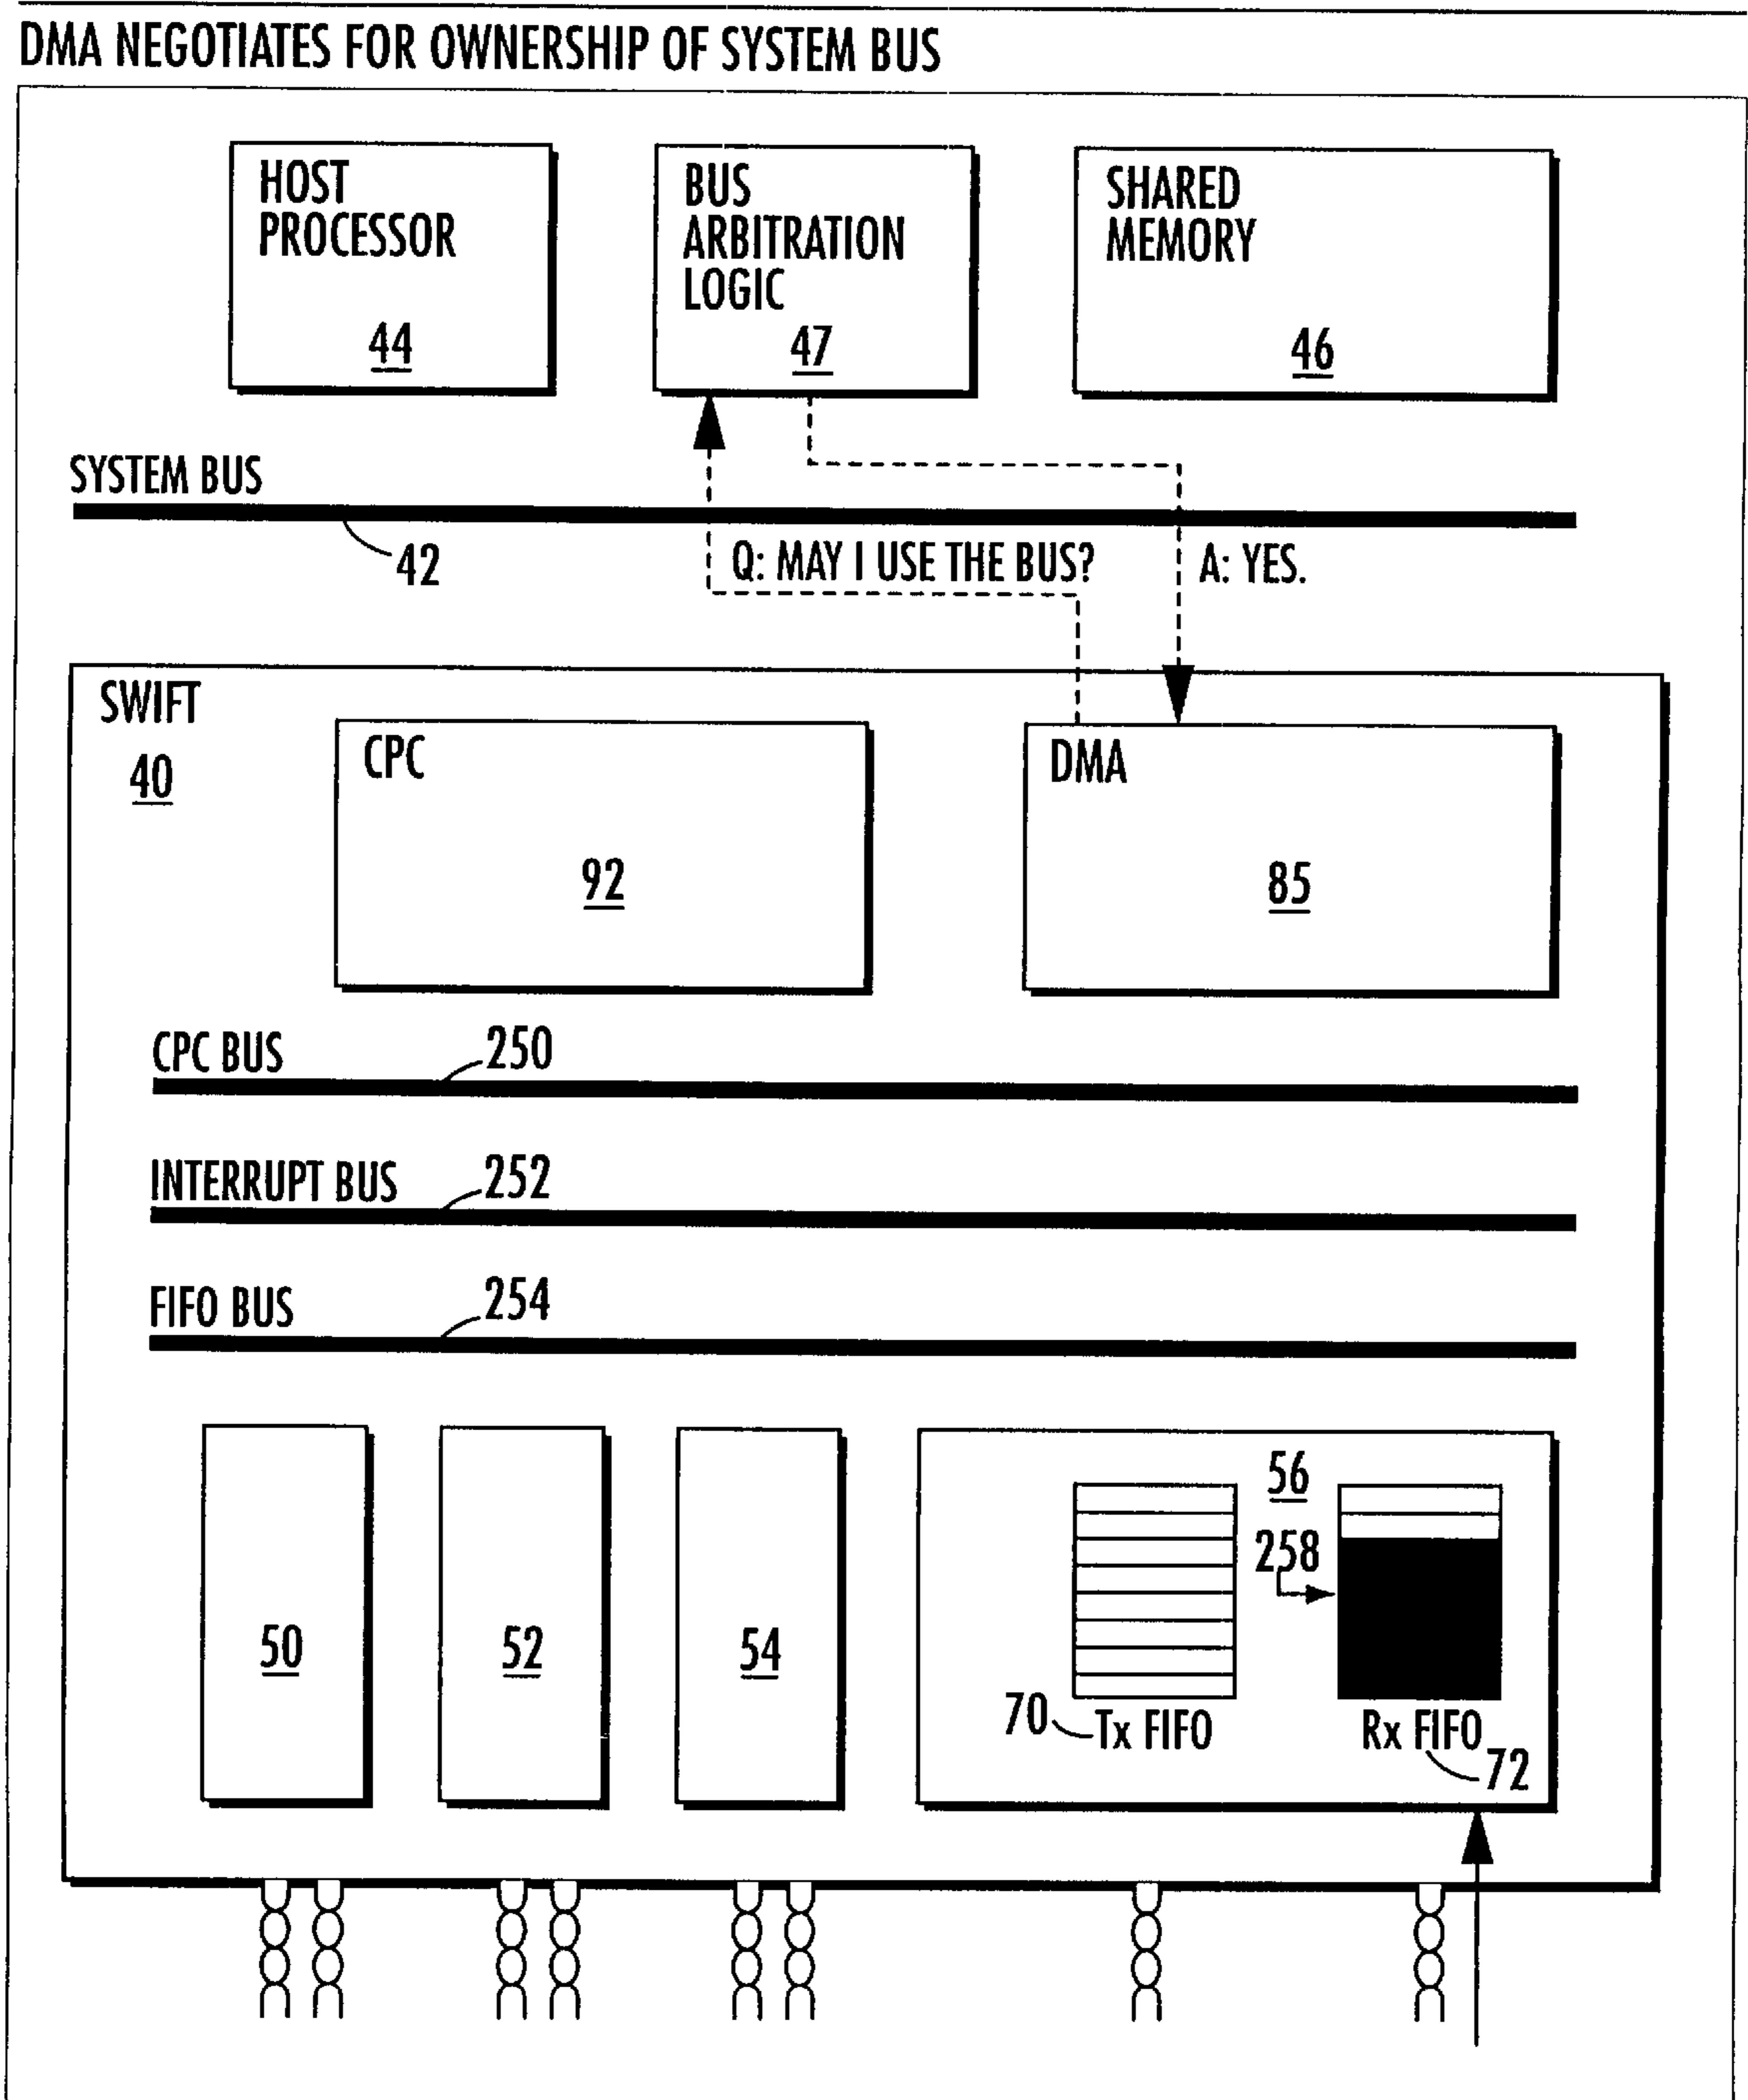 DMA NEGOTIATES FOR OWNERSHIP OF SYSTEM BUS
HOST
PROCESSOR
44
BUS
ARBITRATION
LOGIC
47
SHARED
MEMORY
46
SYSTEM BUS
42
Q: MAY I USE THE BUS?
A: YES.
SWIFT
40
CPC
92
DMA
85
CPC BUS
250
INTERRUPT BUS
252
FIFO BUS
254
50
52
54
56
258
70
Tx FIFO
Rx FIFO
72